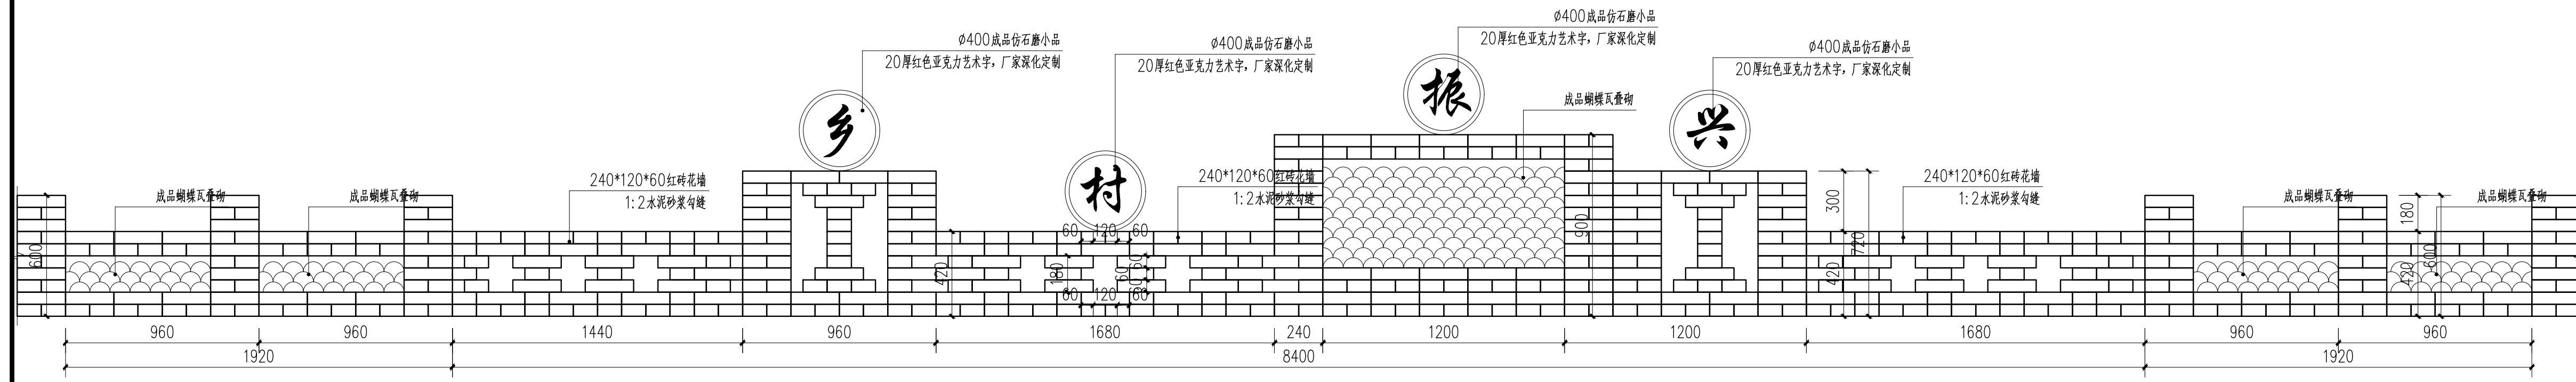 ø400成品仿石磨小品
20厚红色亚克力艺术字，厂家深化定制
ø400成品仿石磨小品
20厚红色亚克力艺术字，厂家深化定制
ø400成品仿石磨小品
20厚红色亚克力艺术字，厂家深化定制
ø400成品仿石磨小品
20厚红色亚克力艺术字，厂家深化定制
乡
村
振
兴
成品蝴蝶瓦叠砌
成品蝴蝶瓦叠砌
成品蝴蝶瓦叠砌
240*120*60红砖花墙
1:2水泥砂浆勾缝
240*120*60红砖花墙
1:2水泥砂浆勾缝
240*120*60红砖花墙
1:2水泥砂浆勾缝
成品蝴蝶瓦叠砌
成品蝴蝶瓦叠砌
600
420
60 120 60
180
60
60
60
60 120 60
900
300
420
720
180
420
600
960
960
1440
960
1680
240
1200
1200
1680
960
960
1920
8400
1920